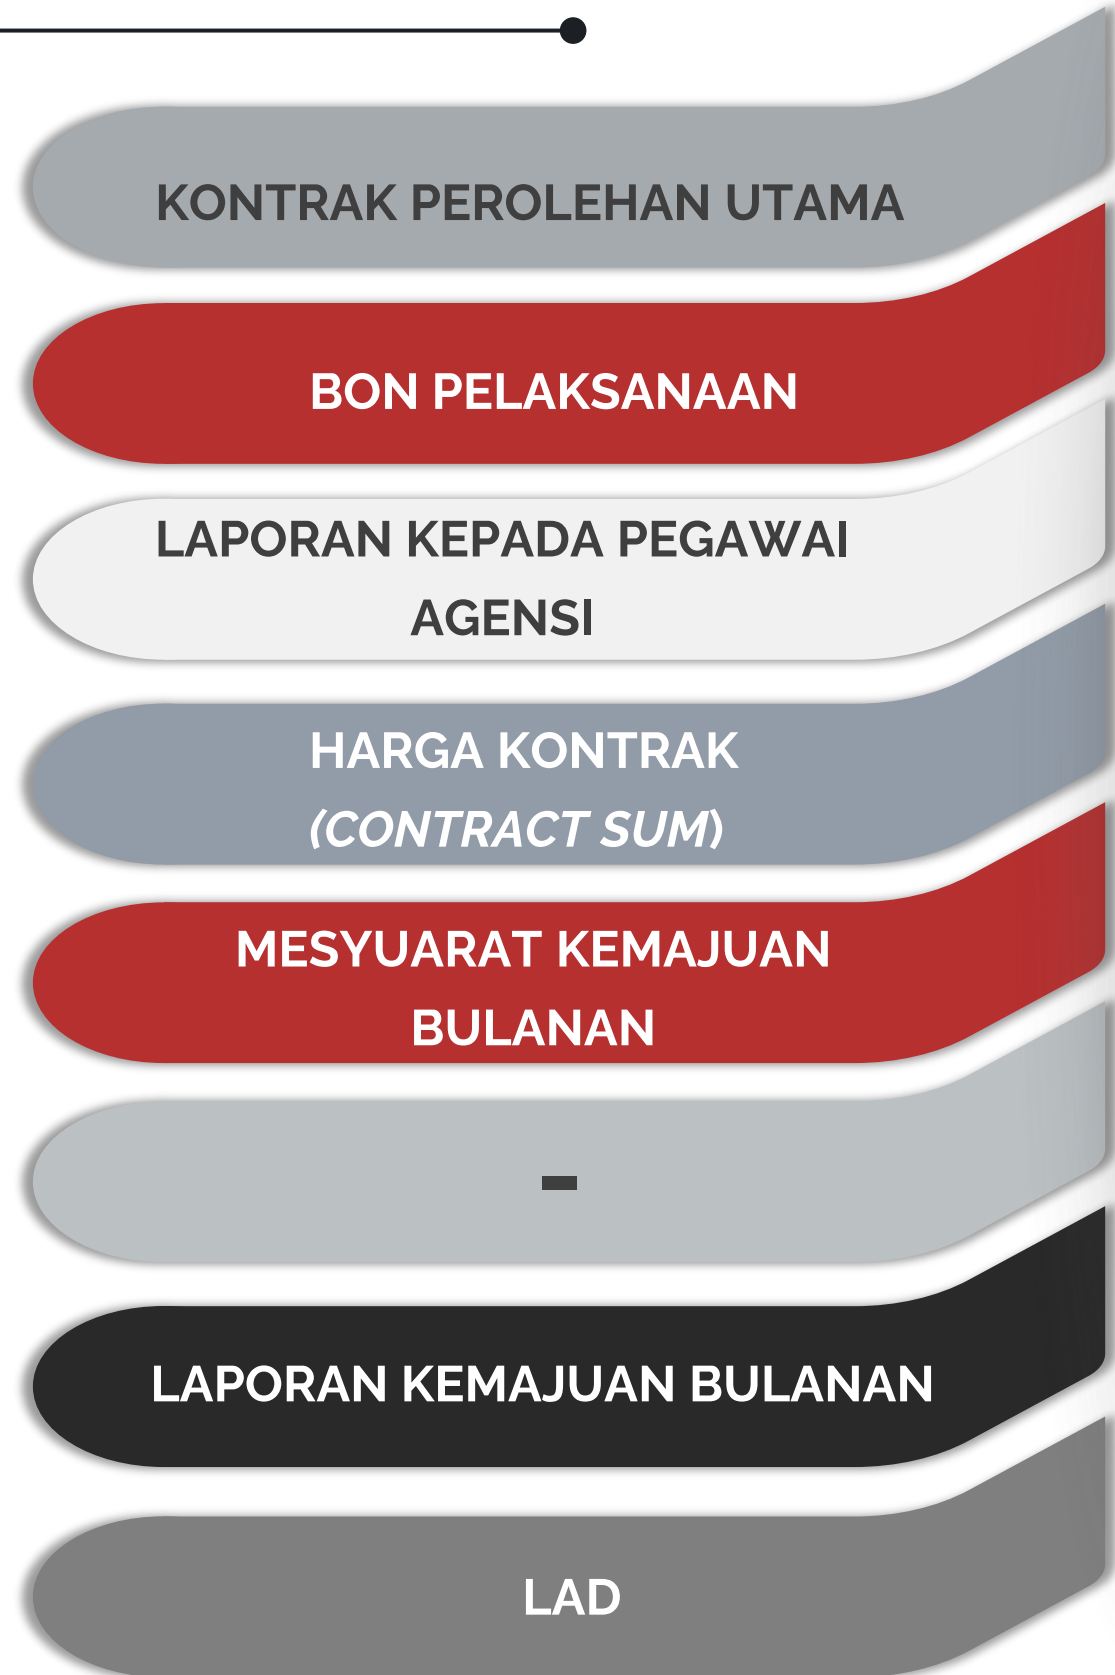 KONTRAK PEROLEHAN UTAMA
BON PELAKSANAAN
LAPORAN KEPADA PEGAWAI
AGENSI
HARGA KONTRAK
(CONTRACT SUM)
MESYUARAT KEMAJUAN
BULANAN
-
LAPORAN KEMAJUAN BULANAN
LAD